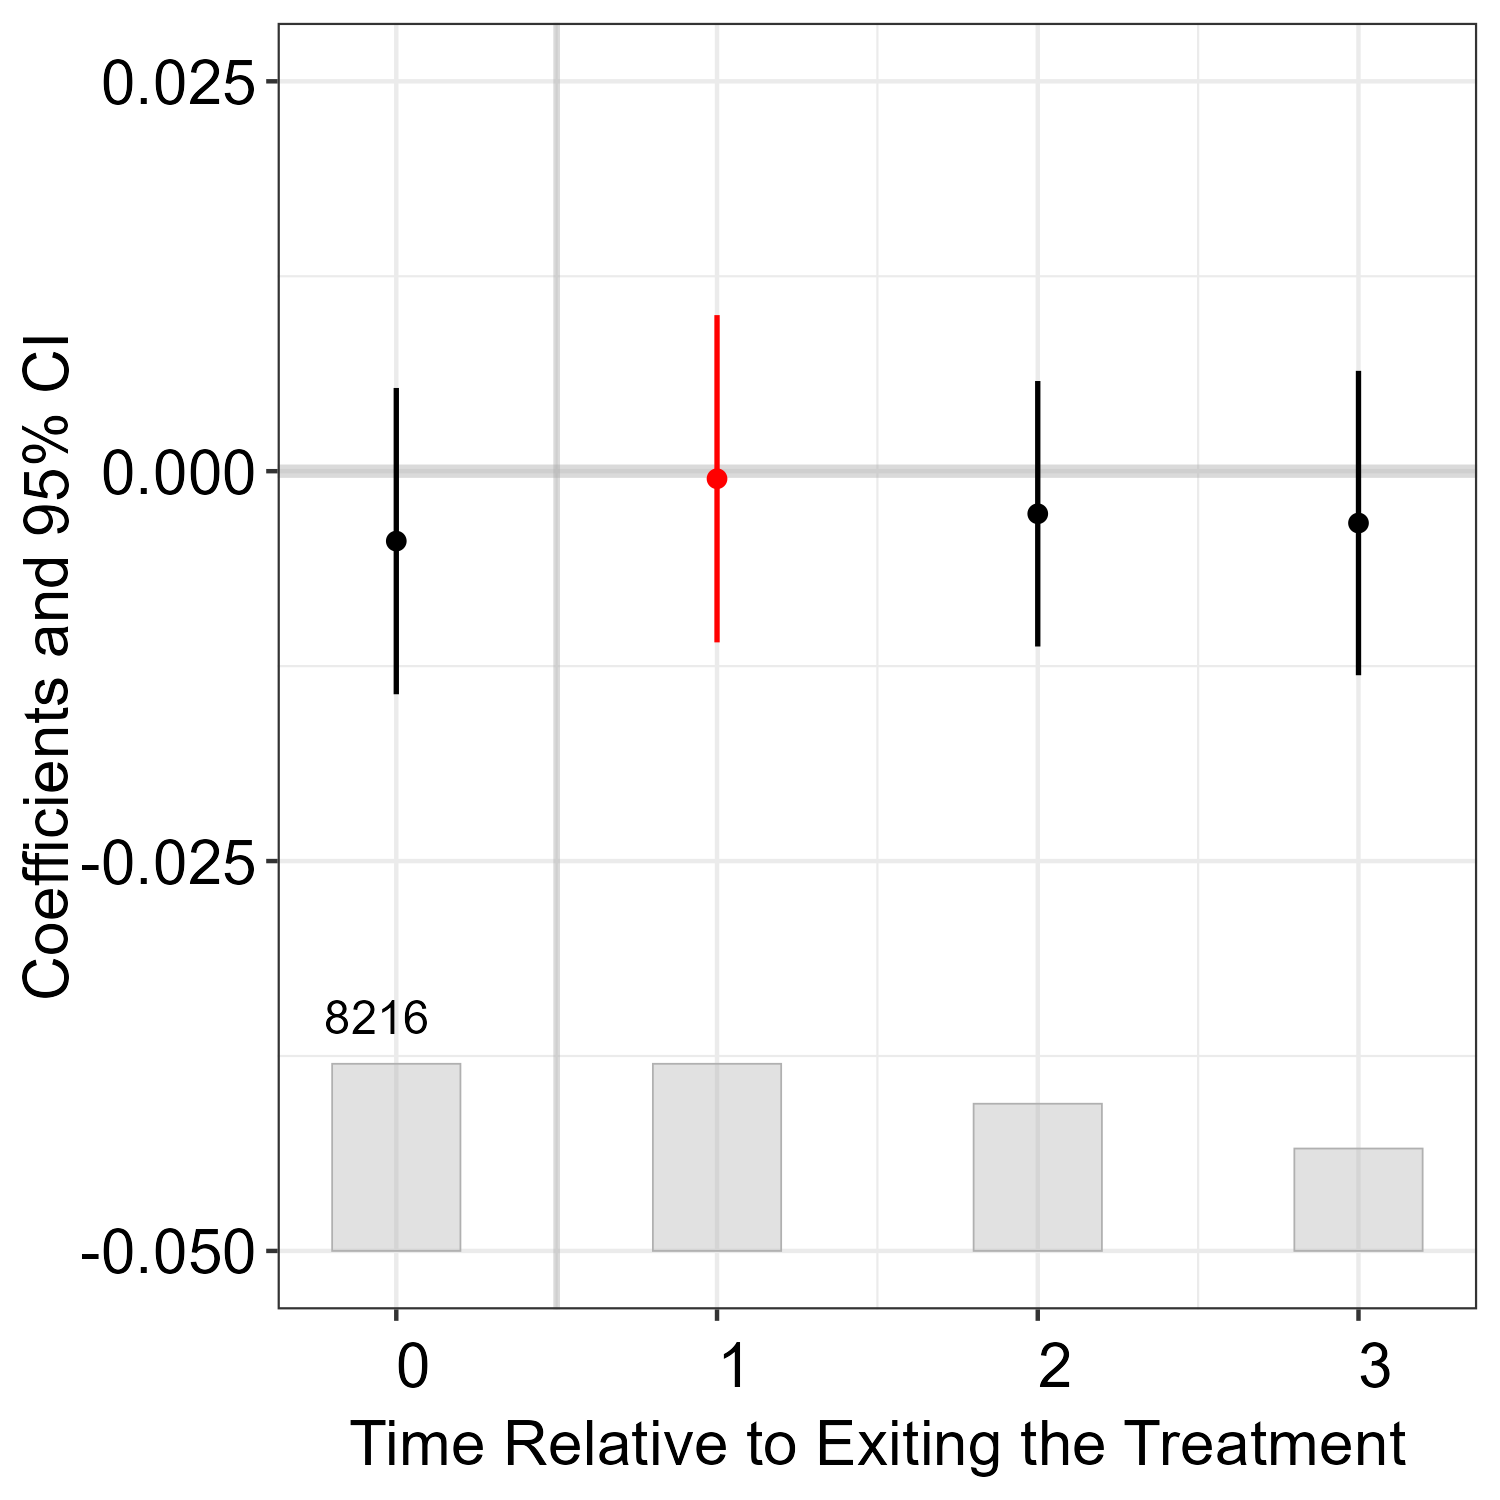 Coefficients and 95% CI
0.025
0.000
-0.025
-0.050
8216
0 1 2 3
Time Relative to Exiting the Treatment